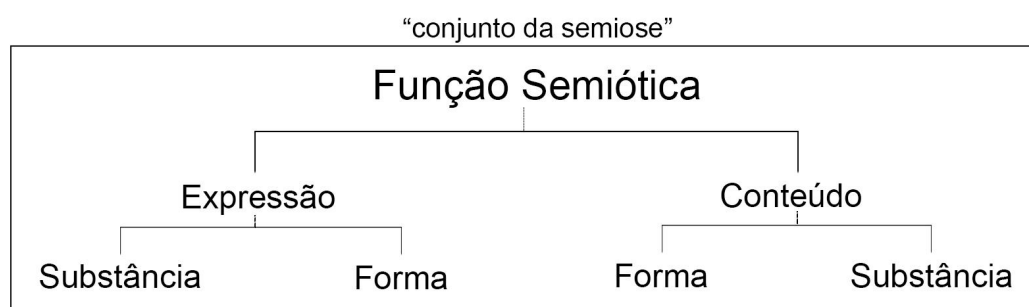 “conjunto da semiose”
Função Semiótica
Expressão Conteúdo
Substância Forma Forma Substância